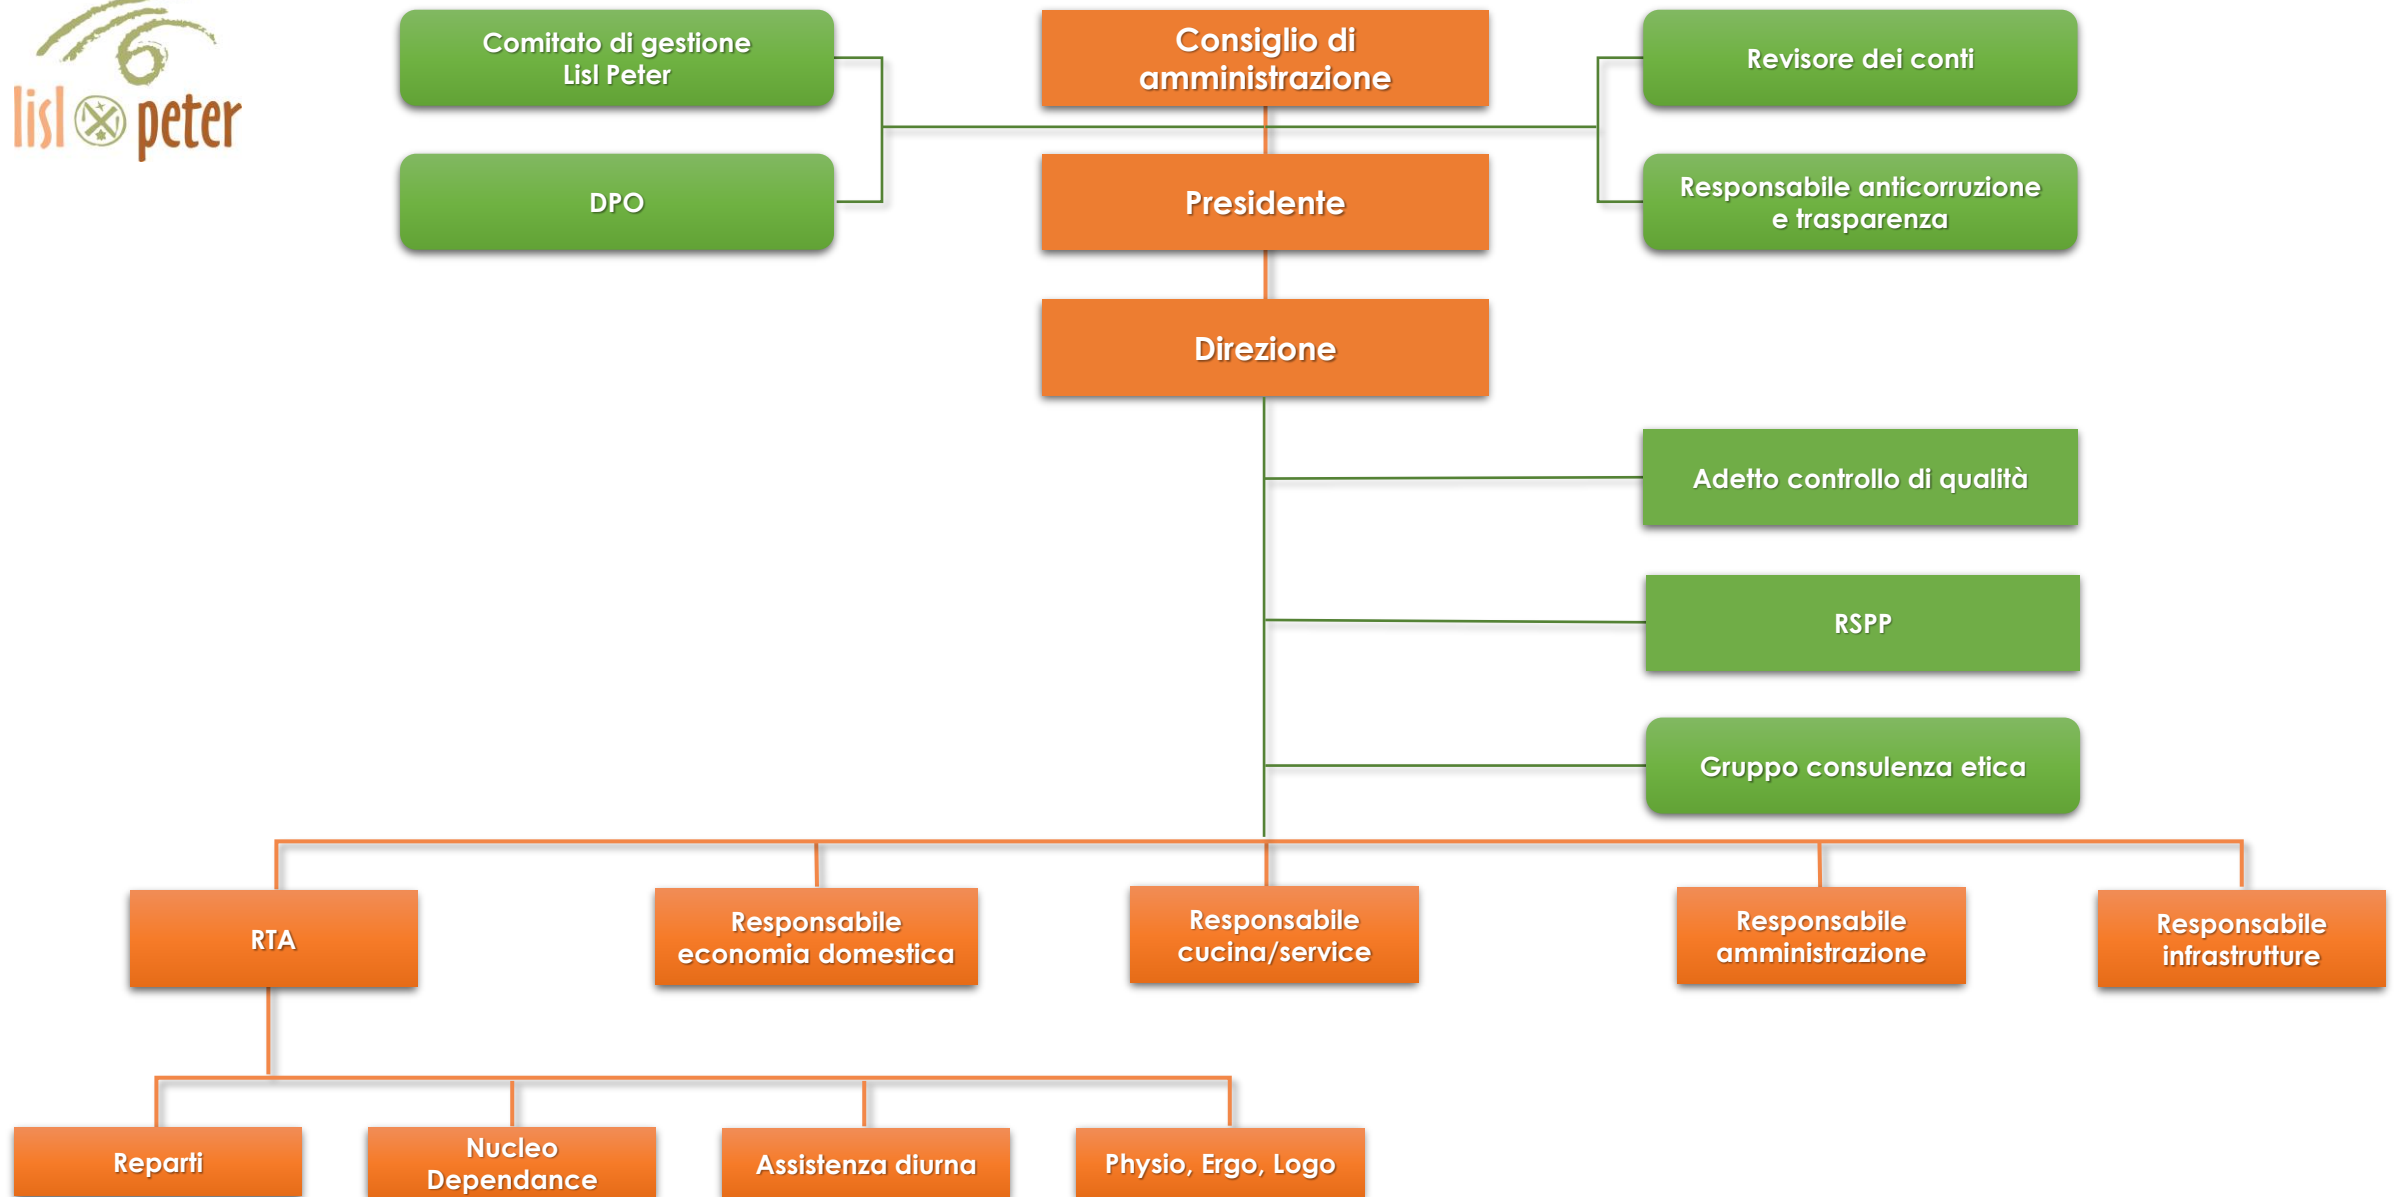 lisl peter
Comitato di gestione
Lisl Peter
Consiglio di
amministrazione
Revisore dei conti
DPO
Presidente
Responsabile anticorruzione
e trasparenza
Direzione
Adetto controllo di qualità
RSPP
Gruppo consulenza etica
RTA
Responsabile
economia domestica
Responsabile
cucina/service
Responsabile
amministrazione
Responsabile
infrastrutture
Reparti
Nucleo
Dependance
Assistenza diurna
Physio, Ergo, Logo